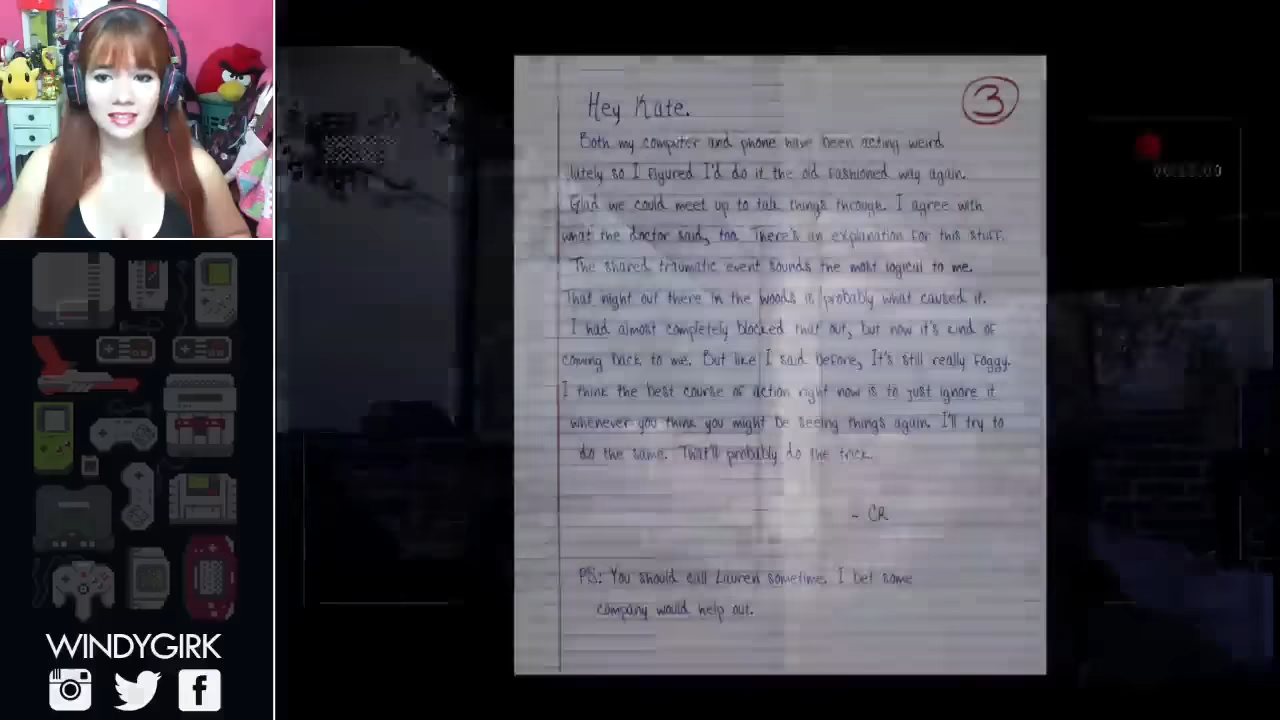 Hey Kate.
3
Both my computer and phone have been acting weird
lately so I figured I'd do it the old fashioned way again.
Glad we could meet up to talk things through. I agree with
what the doctor said, too. There's an explanation for this stuff.
The shared traumatic event sounds the most logical to me.
That night out there in the woods is probably what caused it.
I had almost completely blocked that out, but now it's kind of
coming back to me. But like I said before, It's still really foggy.
I think the best course of action right now is to just ignore it
whenever you think you might be seeing things again. I'll try to
do the same. That'll probably do the trick.
- CR
PS: You should call Lauren sometime. I bet some
company would help out.
WINDYGIRK